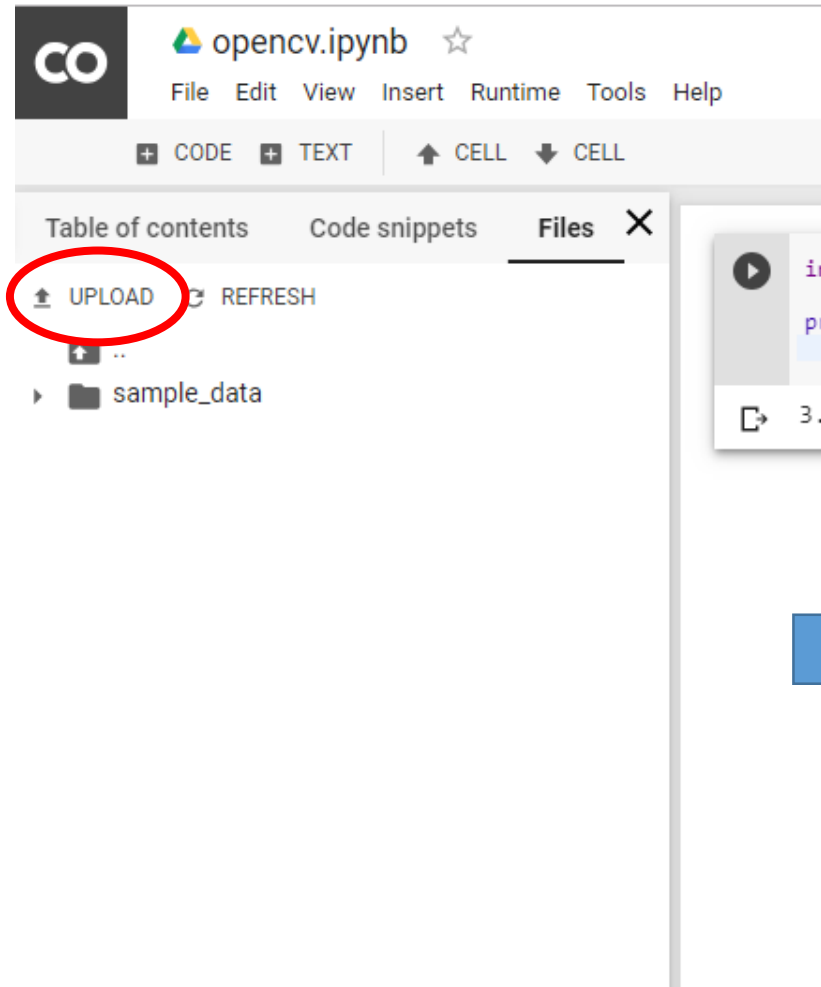 CO
opencv.ipynb
File Edit View Insert Runtime Tools Help
CODE TEXT CELL CELL
Table of contents Code snippets Files
UPLOAD REFRESH
..
sample_data
3.